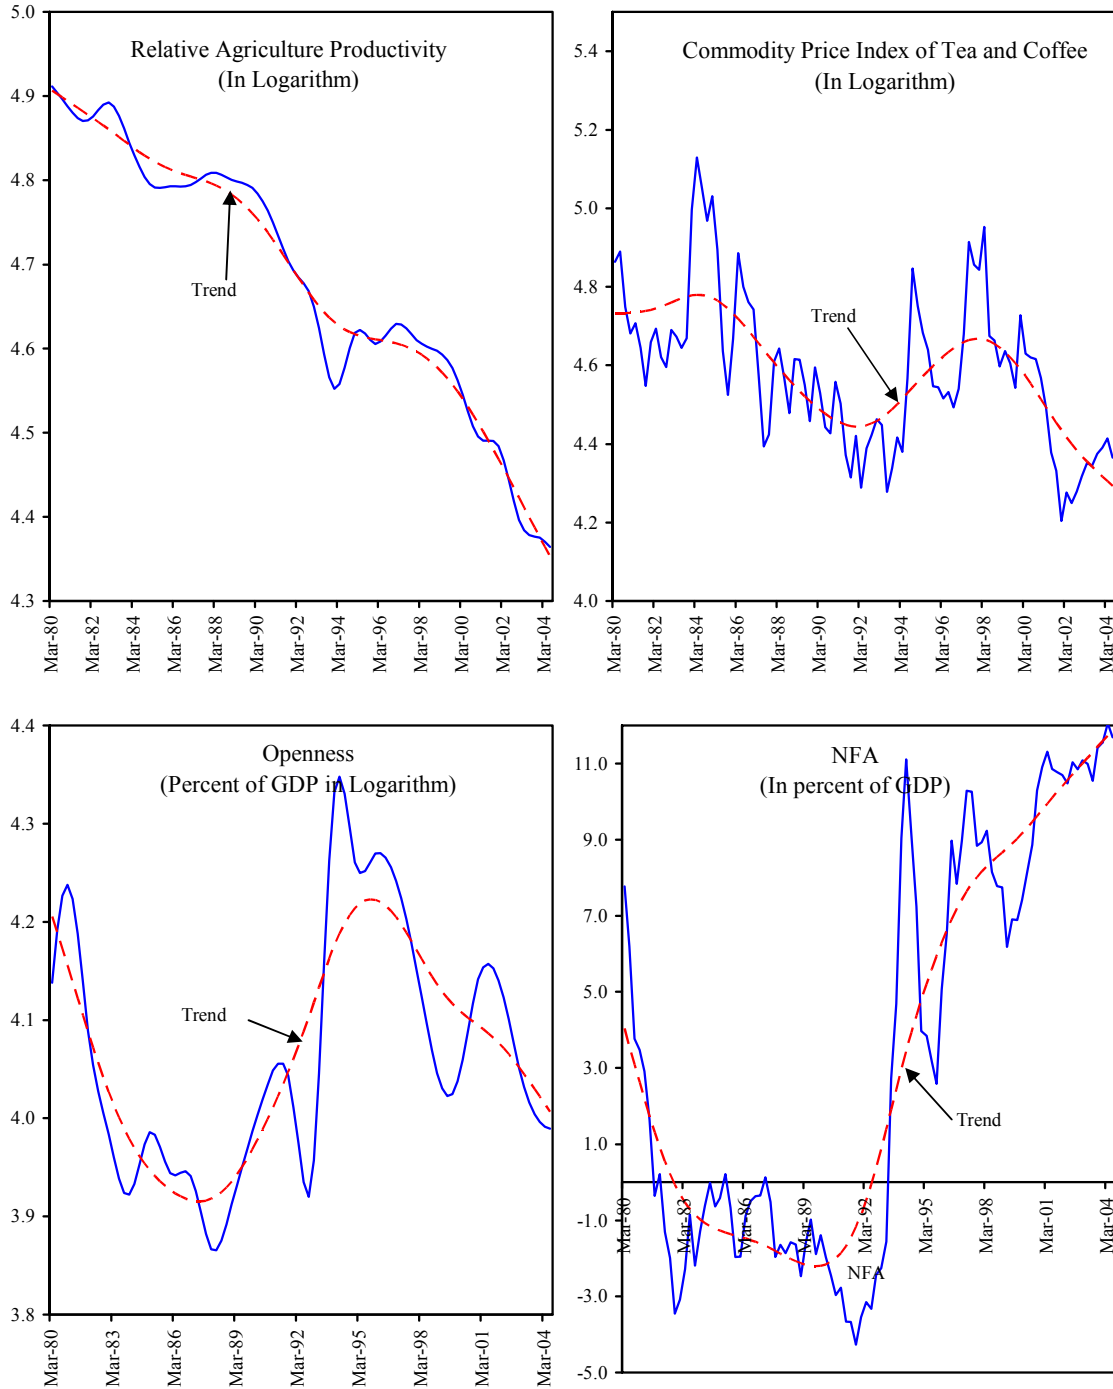 Relative Agriculture Productivity
(In Logarithm)
5.0
4.9
4.8
4.7
4.6
4.5
4.4
4.3
Trend
Mar-80
Mar-82
Mar-84
Mar-86
Mar-88
Mar-90
Mar-92
Mar-94
Mar-96
Mar-98
Mar-00
Mar-02
Mar-04
Commodity Price Index of Tea and Coffee
(In Logarithm)
5.4
5.2
5.0
4.8
4.6
4.4
4.2
4.0
Trend
Mar-80
Mar-82
Mar-84
Mar-86
Mar-88
Mar-90
Mar-92
Mar-94
Mar-96
Mar-98
Mar-00
Mar-02
Mar-04
Openness
(Percent of GDP in Logarithm)
4.4
4.3
4.2
4.1
4.0
3.9
3.8
Trend
Mar-80
Mar-83
Mar-86
Mar-89
Mar-92
Mar-95
Mar-98
Mar-01
Mar-04
NFA
(In percent of GDP)
11.0
9.0
7.0
5.0
3.0
1.0
-1.0
-3.0
-5.0
Trend
Mar-80
Mar-83
Mar-86
Mar-89
Mar-92
Mar-95
Mar-98
Mar-01
Mar-04
NFA